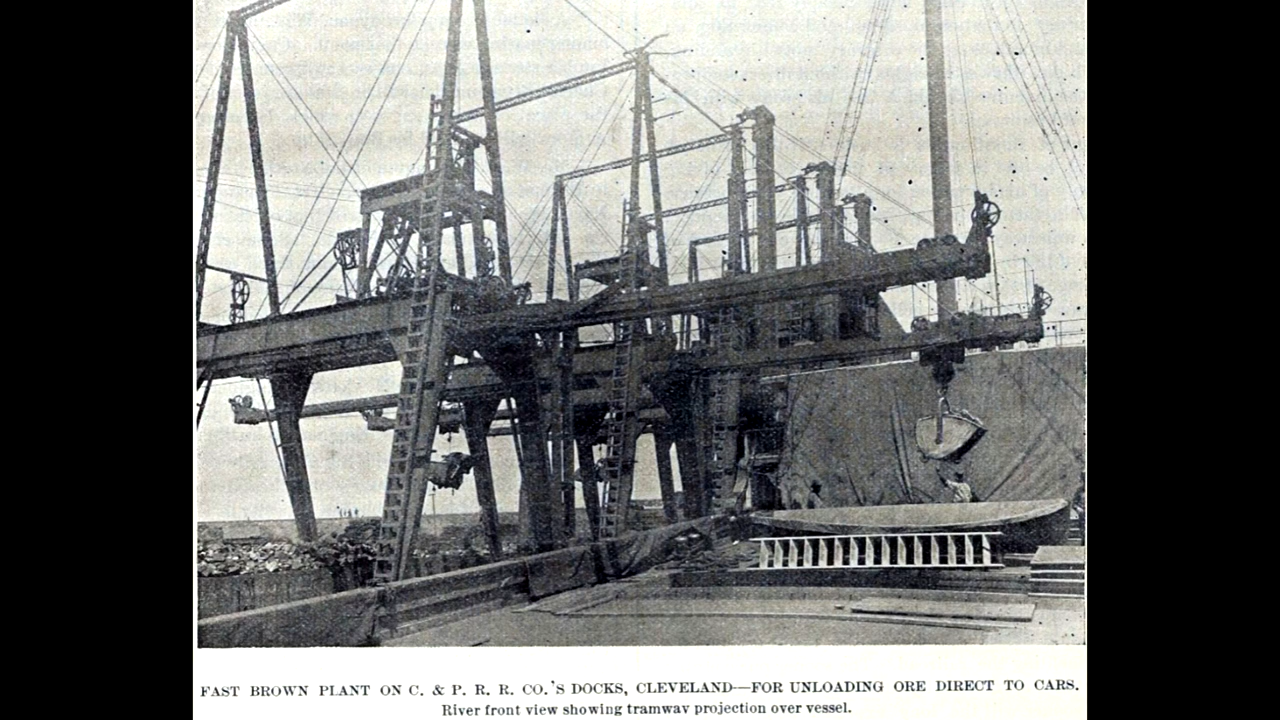 FAST BROWN PLANT ON C. & P. R. R. CO.'S DOCKS, CLEVELAND—FOR UNLOADING ORE DIRECT TO CARS.
River front view showing tramway projection over vessel.